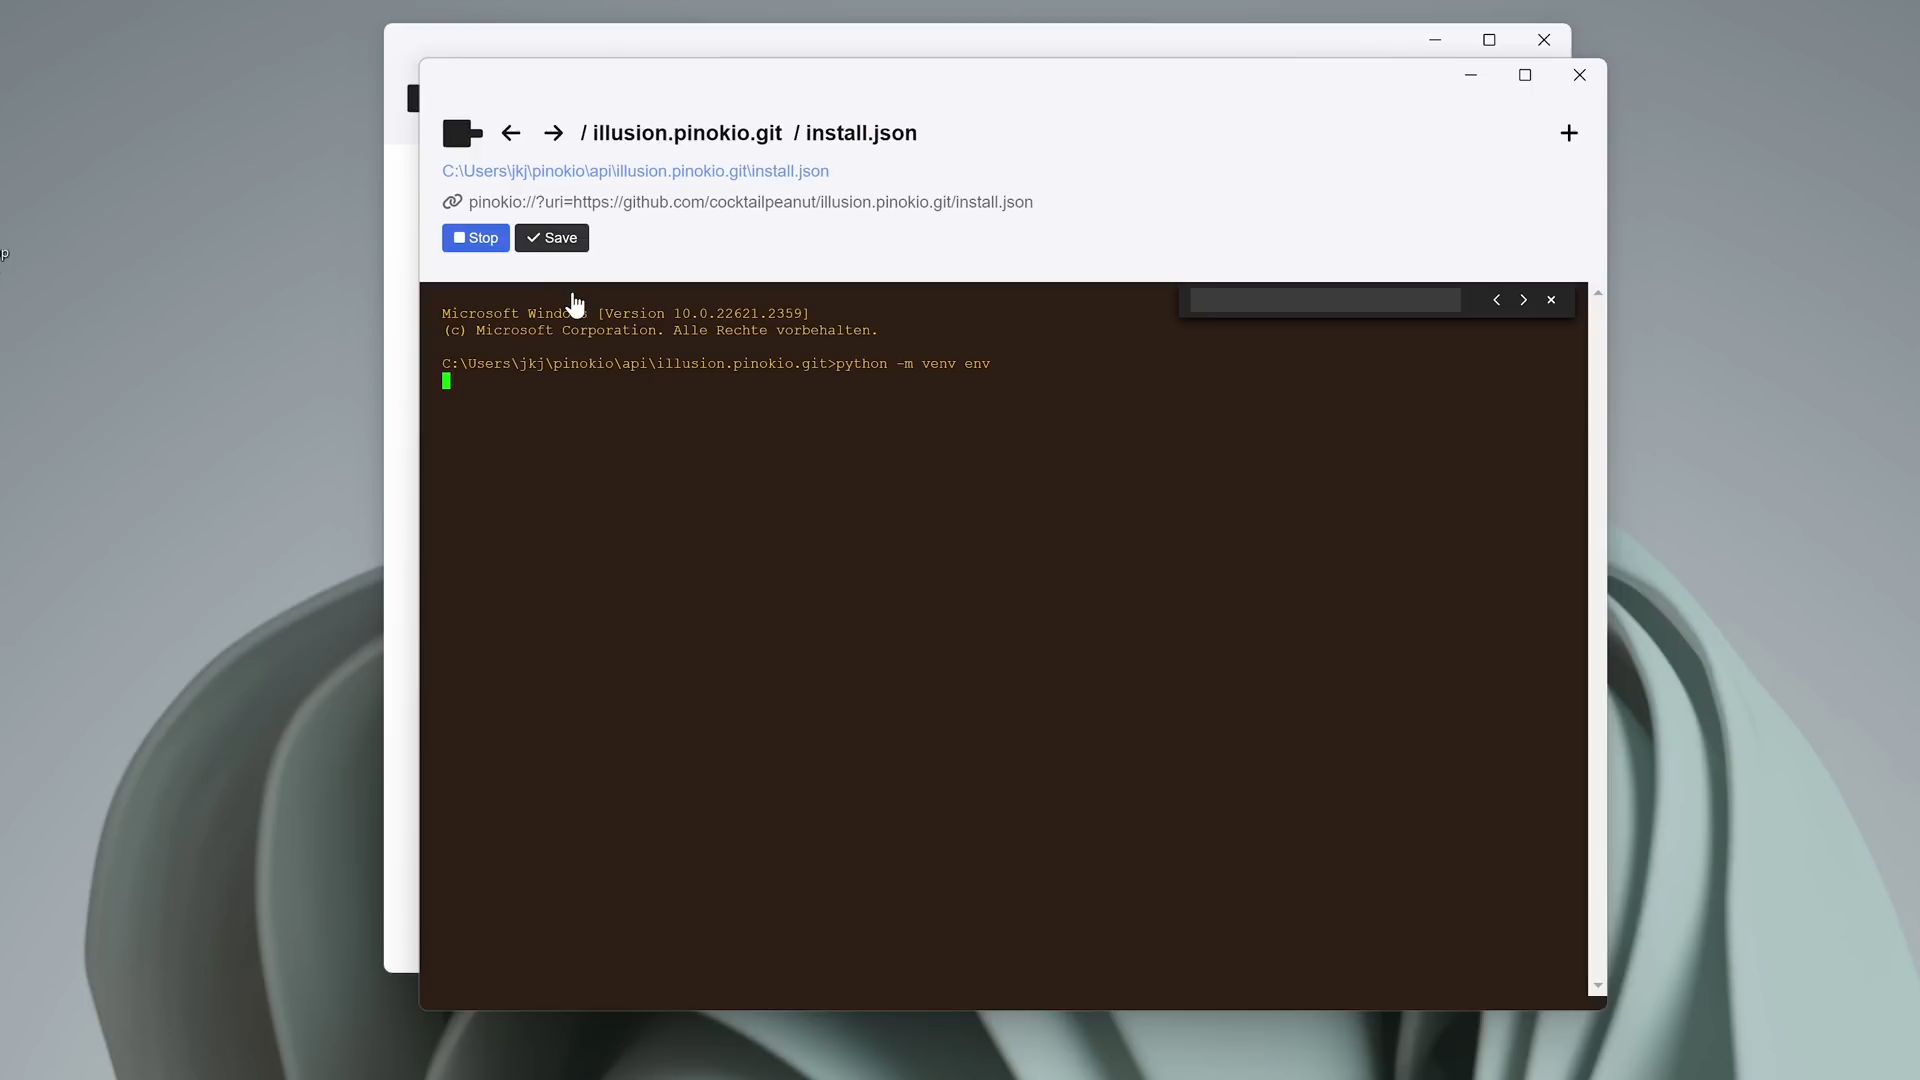 / illusion.pinokio.git / install.json
C:\Users\jkj\pinokio\api\illusion.pinokio.git\install.json
pinokio://?uri=https://github.com/cocktailpeanut/illusion.pinokio.git/install.json
Stop Save
p
Microsoft Windows [Version 10.0.22621.2359]
(c) Microsoft Corporation. Alle Rechte vorbehalten.
C:\Users\jkj\pinokio\api\illusion.pinokio.git>python -m venv env